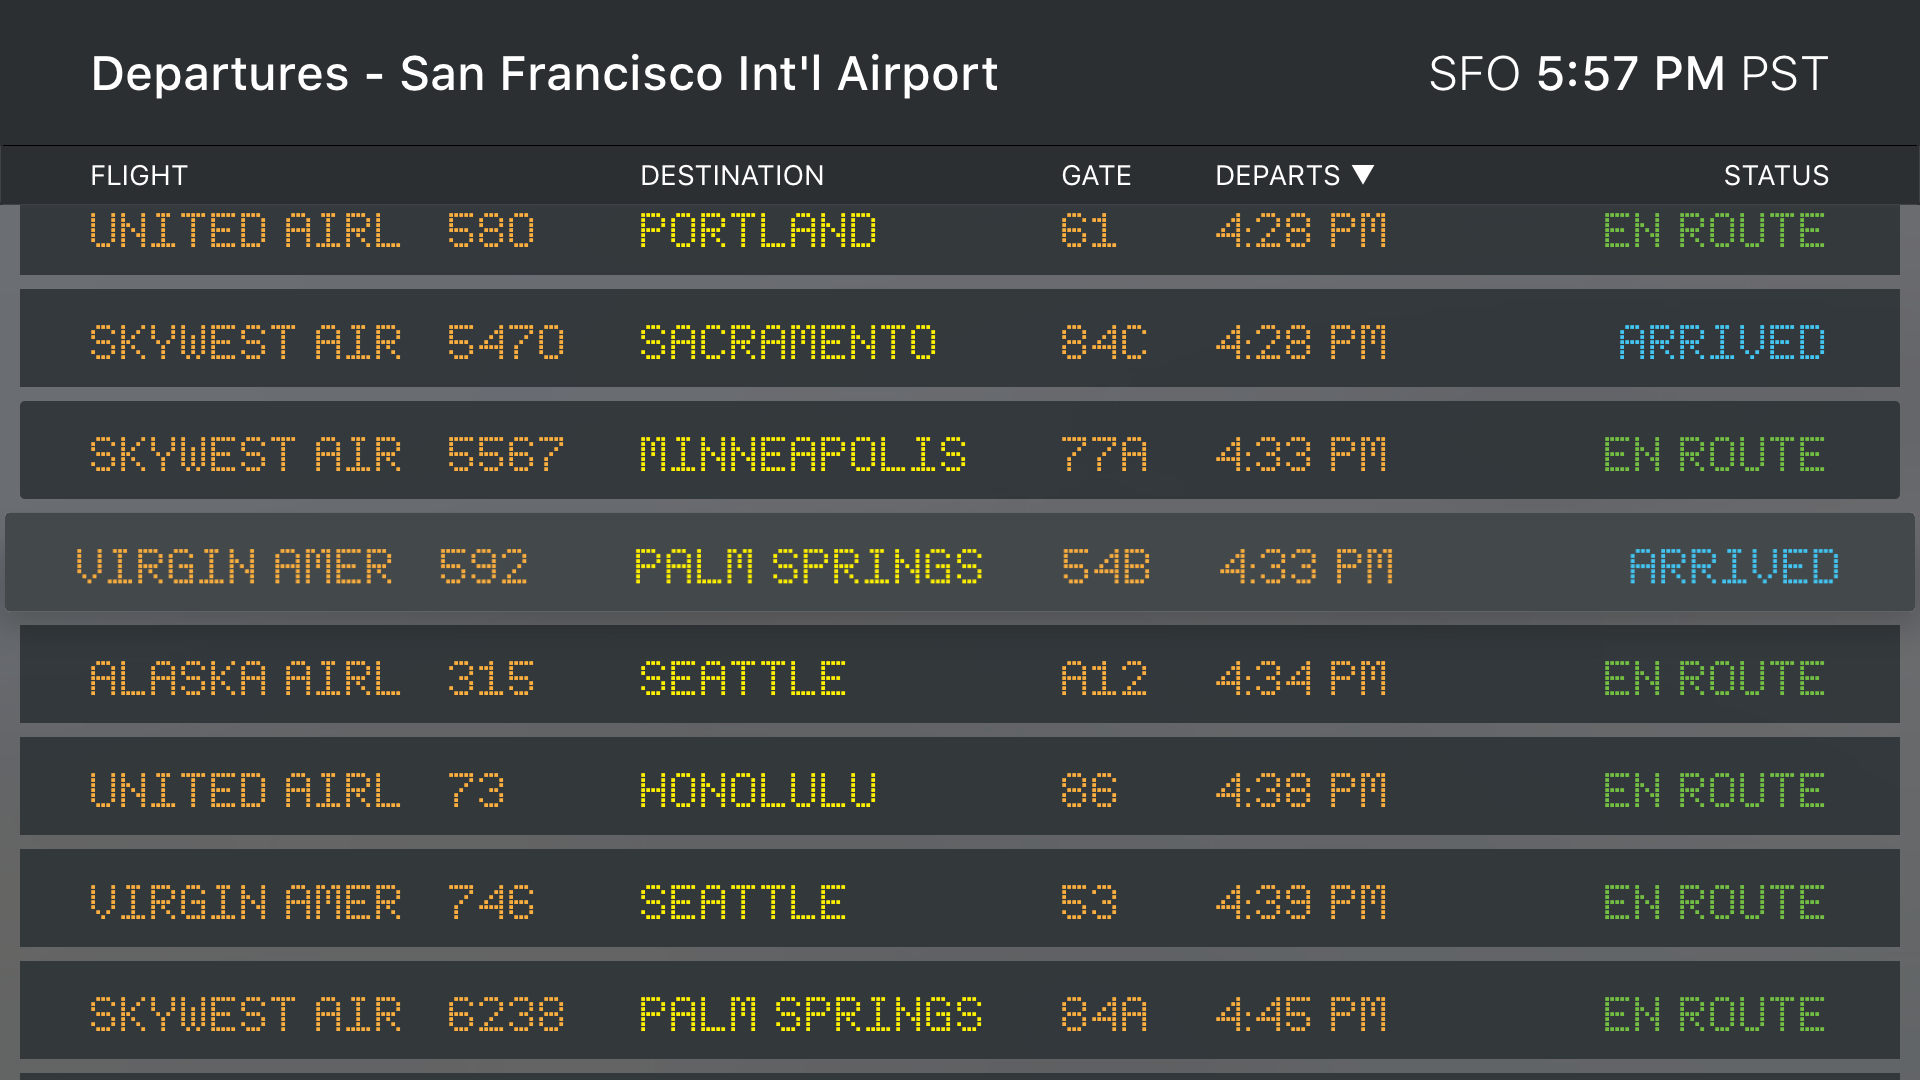 Departures - San Francisco Int'l Airport SFO 5:57 PM PST
FLIGHT DESTINATION GATE DEPARTS ▼ STATUS
UNITED AIRL 580 PORTLAND 61 4:28 PM EN ROUTE
SKYWEST AIR 5470 SACRAMENTO 84C 4:28 PM ARRIVED
SKYWEST AIR 5567 MINNEAPOLIS 77A 4:33 PM EN ROUTE
VIRGIN AMER 592 PALM SPRINGS 54B 4:33 PM ARRIVED
ALASKA AIRL 315 SEATTLE A12 4:34 PM EN ROUTE
UNITED AIRL 73 HONOLULU 86 4:38 PM EN ROUTE
VIRGIN AMER 746 SEATTLE 53 4:39 PM EN ROUTE
SKYWEST AIR 6238 PALM SPRINGS 84A 4:45 PM EN ROUTE